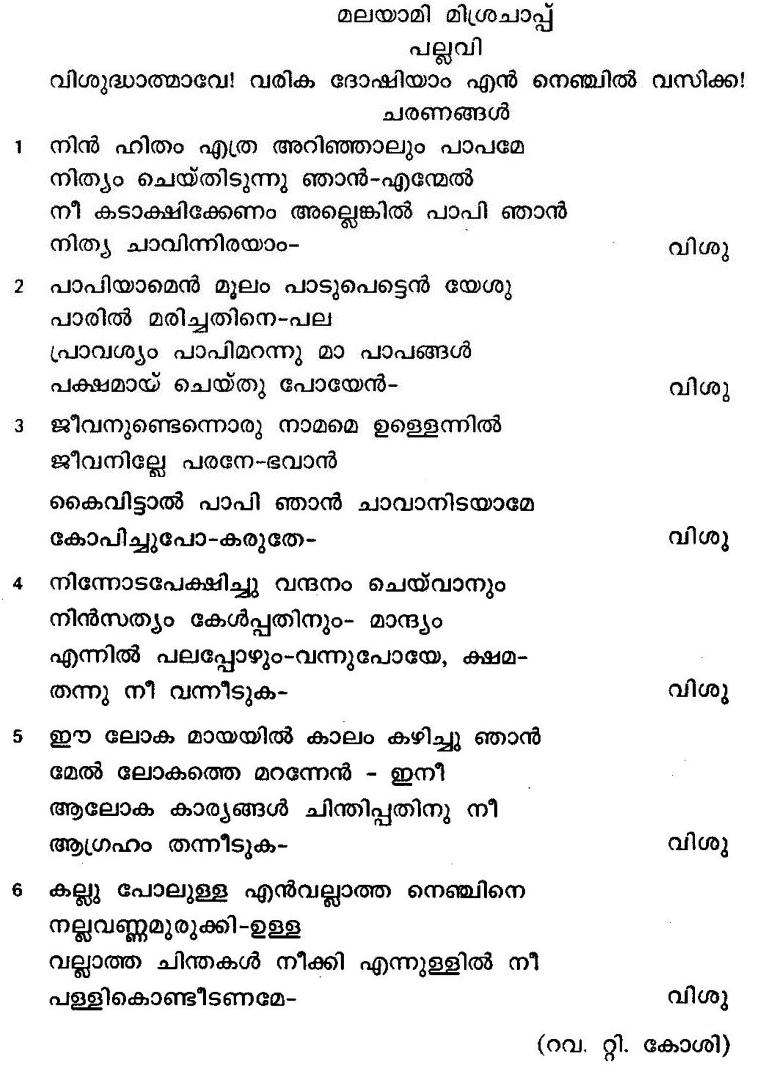 മലയാമി മിശ്രചാപ്പ്
പല്ലവി
വിശുദ്ധാത്മാവേ! വരിക ദോഷിയാം എൻ നെഞ്ചിൽ വസിക്ക!
ചരണങ്ങൾ
1 നിൻ ഹിതം എത്ര അറിഞ്ഞാലും പാപമേ
നിത്യം ചെയ്തിടുന്നു ഞാൻ-എന്മേൽ
നീ കടാക്ഷിക്കേണം അല്ലെങ്കിൽ പാപി ഞാൻ
നിത്യ ചാവിന്നിരയാം- വിശു
2 പാപിയാമെൻ മൂലം പാടുപെട്ടെൻ യേശു
പാരിൽ മരിച്ചതിനെ-പല
പ്രാവശ്യം പാപിമറന്നു മാ പാപങ്ങൾ
പക്ഷമായ് ചെയ്തു പോയേൻ- വിശു
3 ജീവനുണ്ടെന്നൊരു നാമമെ ഉള്ളെന്നിൽ
ജീവനില്ലേ പരനേ-ഭവാൻ
കൈവിട്ടാൽ പാപി ഞാൻ ചാവാനിടയാമേ
കോപിച്ചുപോ-കരുതേ- വിശു
4 നിന്നോടപേക്ഷിച്ചു വന്ദനം ചെയ്‌വാനും
നിൻസത്യം കേൾപ്പതിനും- മാന്ദ്യം
എന്നിൽ പലപ്പോഴും-വന്നുപോയേ, ക്ഷമ-
തന്നു നീ വന്നീടുക- വിശു
5 ഈ ലോക മായയിൽ കാലം കഴിച്ചു ഞാൻ
മേൽ ലോകത്തെ മറന്നേൻ - ഇനീ
ആലോക കാര്യങ്ങൾ ചിന്തിപ്പതിനു നീ
ആഗ്രഹം തന്നീടുക- വിശു
6 കല്ലു പോലുള്ള എൻവല്ലാത്ത നെഞ്ചിനെ
നല്ലവണ്ണമുരുക്കി-ഉള്ള
വല്ലാത്ത ചിന്തകൾ നീക്കി എന്നുള്ളിൽ നീ
പള്ളികൊണ്ടീടണമേ- വിശു
(റവ. റ്റി. കോശി)